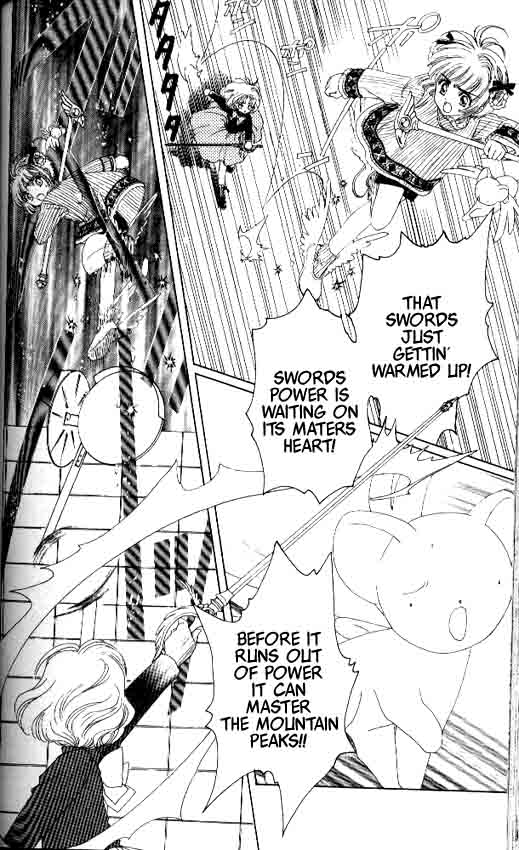 THAT
SWORDS
JUST
GETTIN'
WARMED UP!
SWORDS
POWER IS
WAITING ON
ITS MATERS
HEART!
BEFORE IT
RUNS OUT
OF POWER
IT CAN
MASTER
THE MOUNTAIN
PEAKS!!